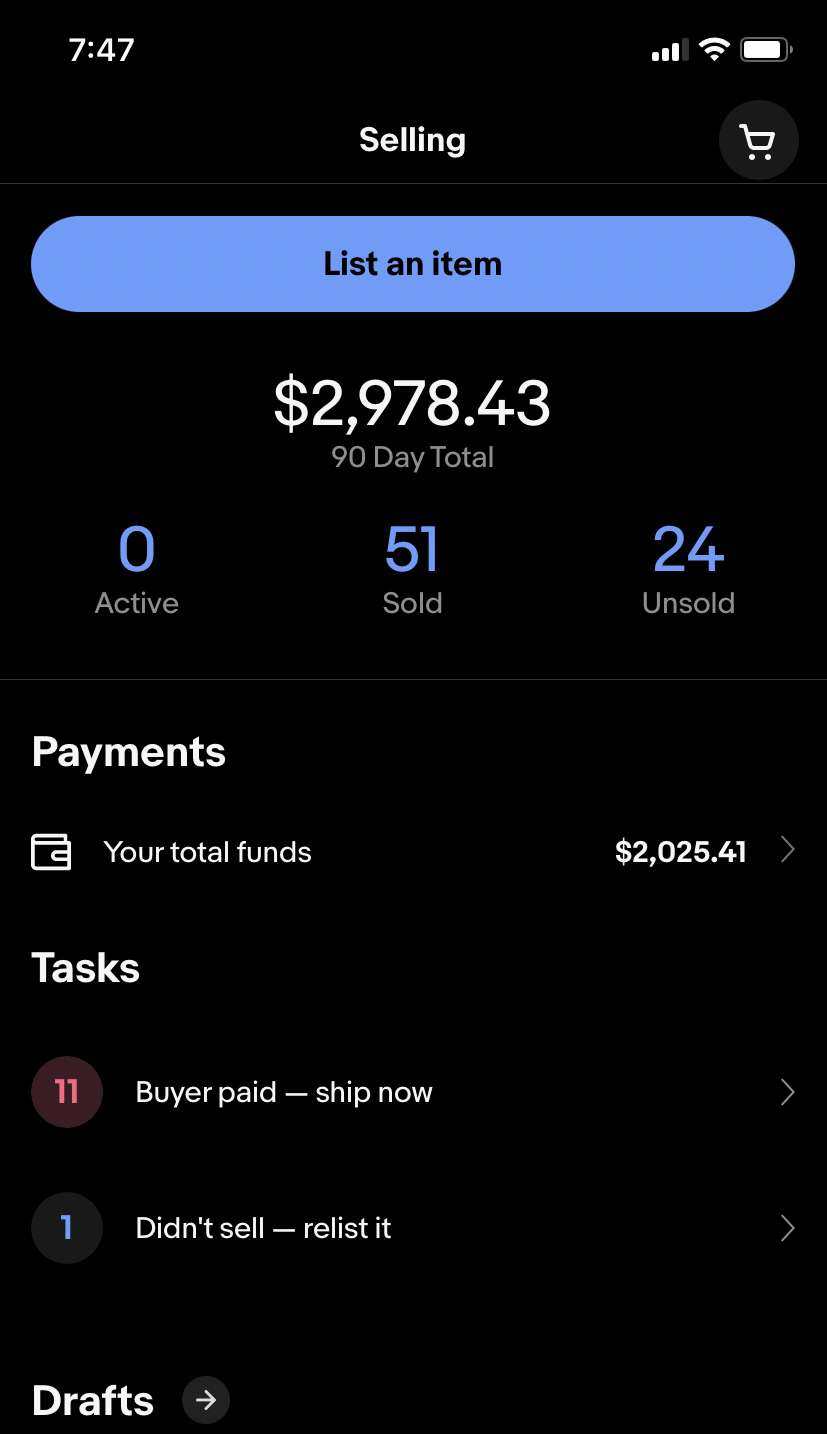 7:47
Selling
List an item
$2,978.43
90 Day Total
0 51 24
Active Sold Unsold
Payments
Your total funds $2,025.41
Tasks
11 Buyer paid — ship now
1 Didn't sell — relist it
Drafts